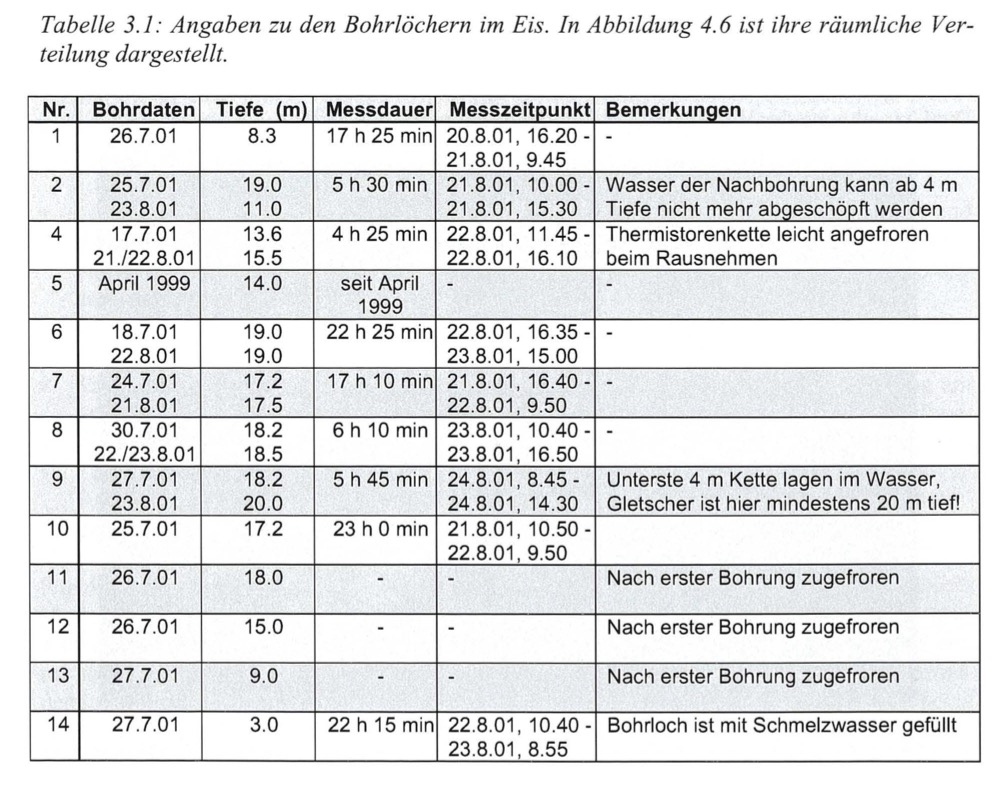 Tabelle 3.1: Angaben zu den Bohrlöchern im Eis. In Abbildung 4.6 ist ihre räumliche Ver-
teilung dargestellt.
Nr. Bohrdaten Tiefe (m) Messdauer Messzeitpunkt Bemerkungen
1 26.7.01 8.3 17 h 25 min 20.8.01, 16.20 - -
21.8.01, 9.45
2 25.7.01 19.0 5 h 30 min 21.8.01, 10.00 - Wasser der Nachbohrung kann ab 4 m
23.8.01 11.0 21.8.01, 15.30 Tiefe nicht mehr abgeschöpft werden
4 17.7.01 13.6 4 h 25 min 22.8.01, 11.45 - Thermistorenkette leicht angefroren
21./22.8.01 15.5 22.8.01, 16.10 beim Rausnehmen
5 April 1999 14.0 seit April - -
1999
6 18.7.01 19.0 22 h 25 min 22.8.01, 16.35 - -
22.8.01 19.0 23.8.01, 15.00
7 24.7.01 17.2 17 h 10 min 21.8.01, 16.40 - -
21.8.01 17.5 22.8.01, 9.50
8 30.7.01 18.2 6 h 10 min 23.8.01, 10.40 - -
22./23.8.01 18.5 23.8.01, 16.50
9 27.7.01 18.2 5 h 45 min 24.8.01, 8.45 - Unterste 4 m Kette lagen im Wasser,
23.8.01 20.0 24.8.01, 14.30 Gletscher ist hier mindestens 20 m tief!
10 25.7.01 17.2 23 h 0 min 21.8.01, 10.50 -
22.8.01, 9.50
11 26.7.01 18.0 - - Nach erster Bohrung zugefroren
12 26.7.01 15.0 - - Nach erster Bohrung zugefroren
13 27.7.01 9.0 - - Nach erster Bohrung zugefroren
14 27.7.01 3.0 22 h 15 min 22.8.01, 10.40 - Bohrloch ist mit Schmelzwasser gefüllt
23.8.01, 8.55